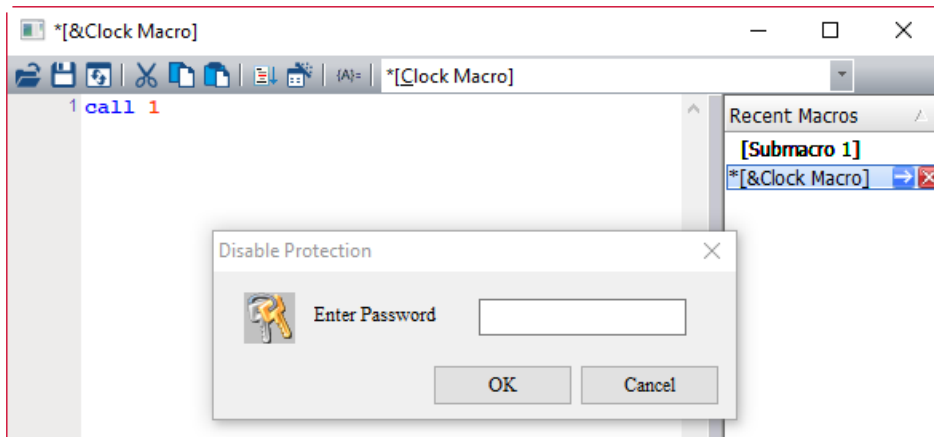 *[&Clock Macro]
{A}= *[Clock Macro]
1 call 1
Recent Macros
[Submacro 1]
*[&Clock Macro]
Disable Protection
Enter Password
OK Cancel